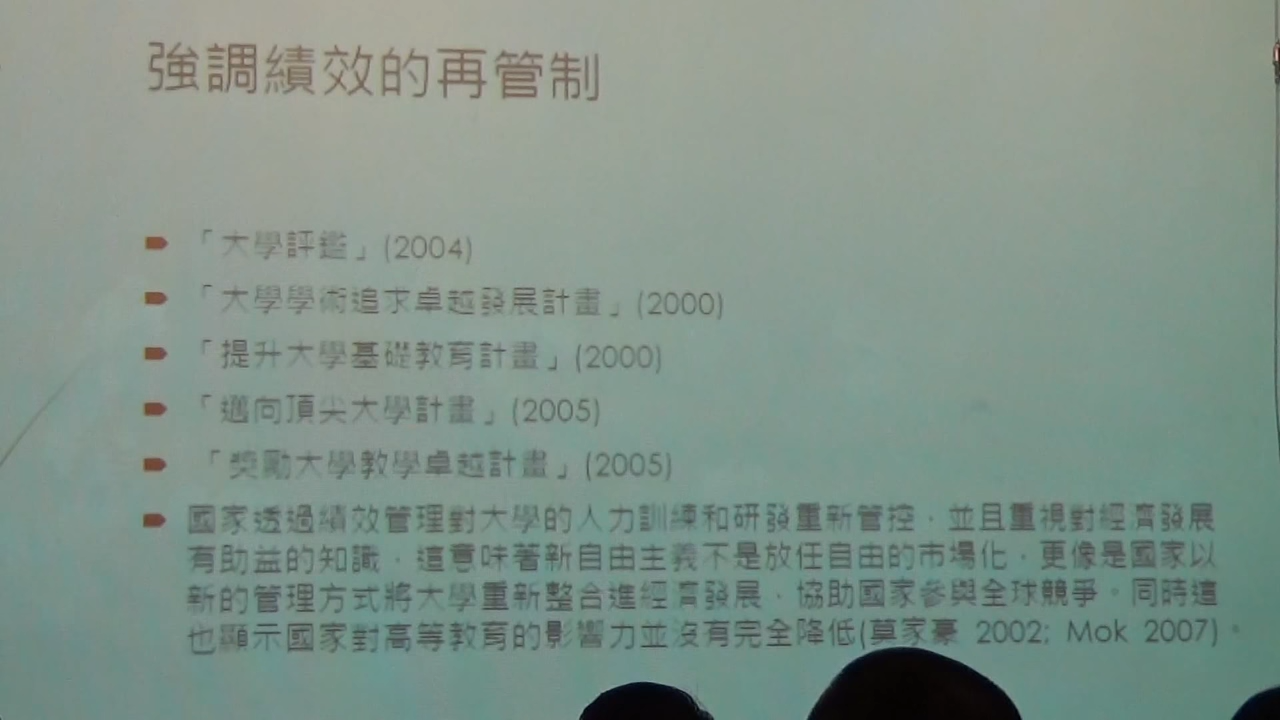 強調績效的再管制
「大學評鑑」(2004)
「大學學術追求卓越發展計畫」(2000)
「提升大學基礎教育計畫」(2000)
「邁向頂尖大學計畫」(2005)
「獎勵大學教學卓越計畫」(2005)
國家透過績效管理對大學的人力訓練和研發重新管控，並且重視對經濟發展
有助益的知識，這意味著新自由主義不是放任自由的市場化，更像是國家以
新的管理方式將大學重新整合進經濟發展、協助國家參與全球競爭。同時這
也顯示國家對高等教育的影響力並沒有完全降低(莫家豪 2002; Mok 2007)。